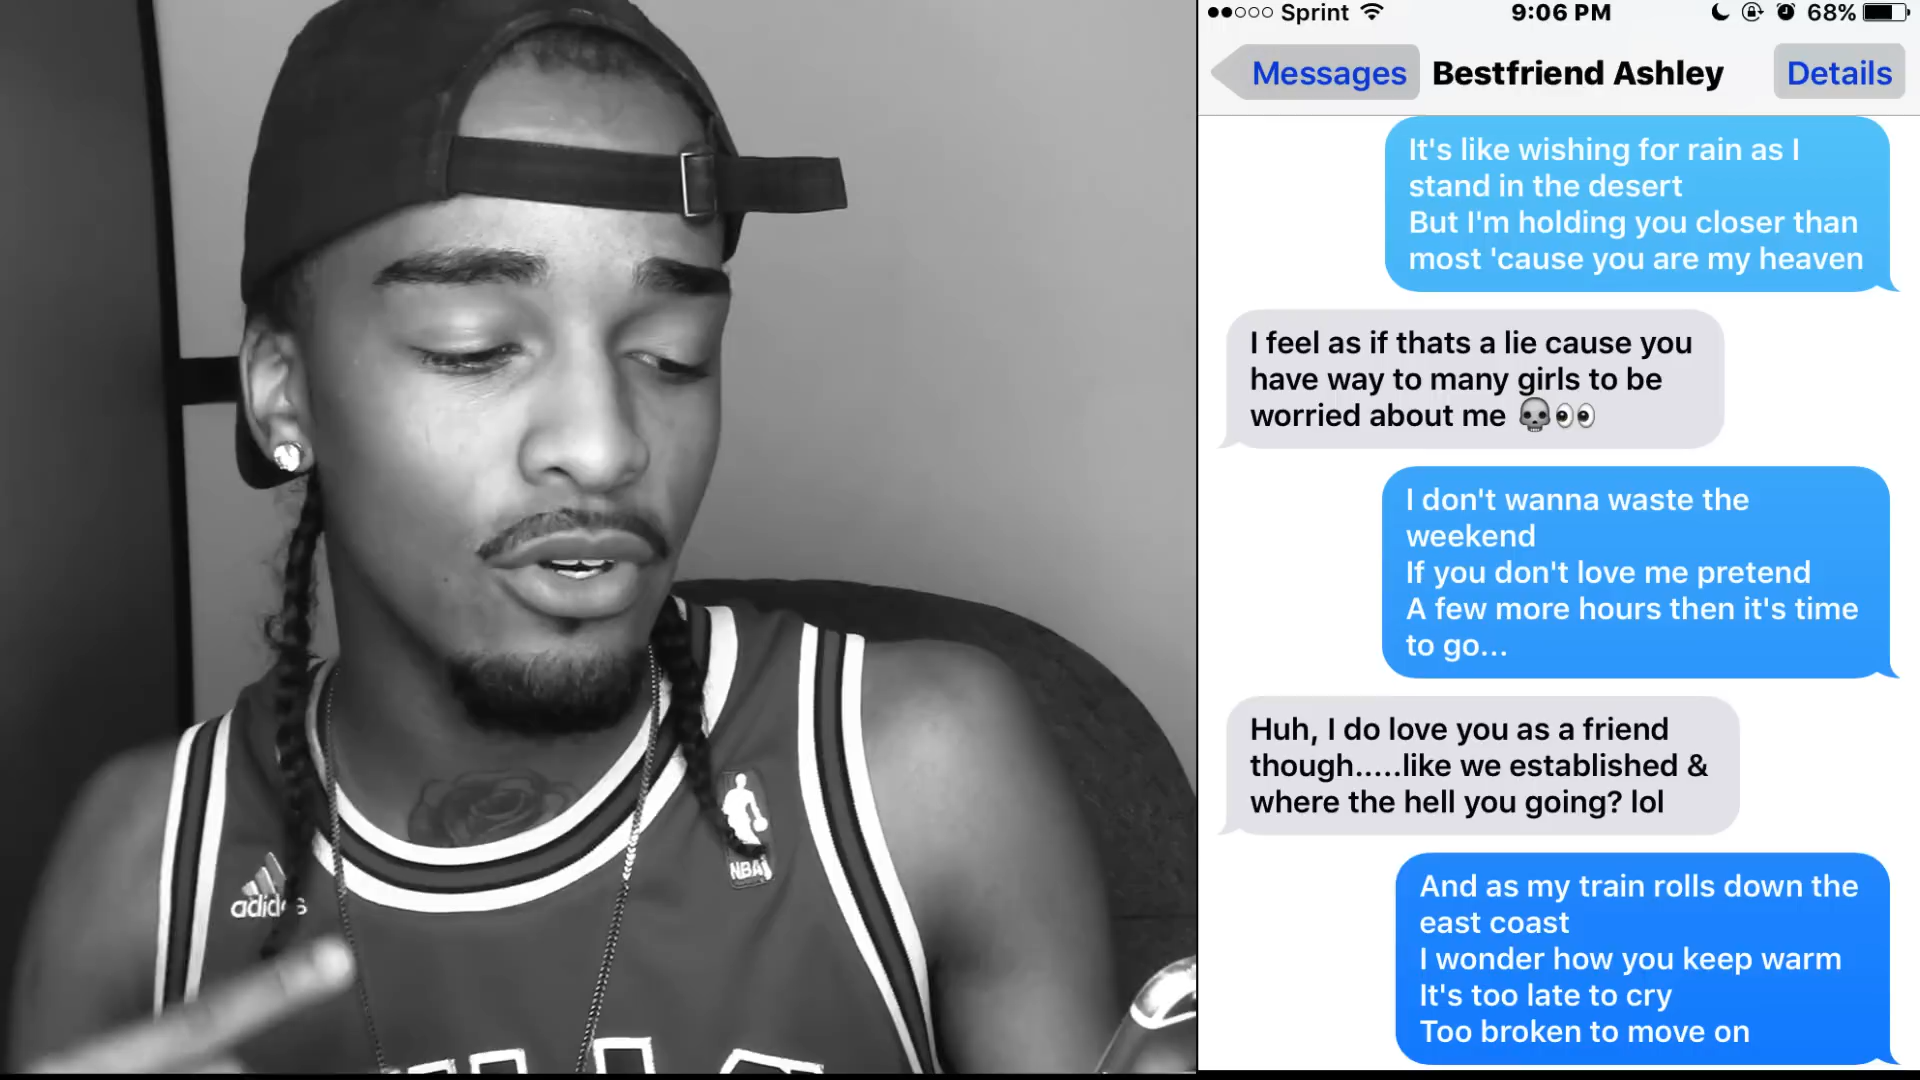 Sprint
9:06 PM
68%
Messages
Bestfriend Ashley
Details
It's like wishing for rain as I
stand in the desert
But I'm holding you closer than
most 'cause you are my heaven
I feel as if thats a lie cause you
have way to many girls to be
worried about me 💀👀
I don't wanna waste the
weekend
If you don't love me pretend
A few more hours then it's time
to go...
Huh, I do love you as a friend
though.....like we established &
where the hell you going? lol
And as my train rolls down the
east coast
I wonder how you keep warm
It's too late to cry
Too broken to move on
adidas
NBA